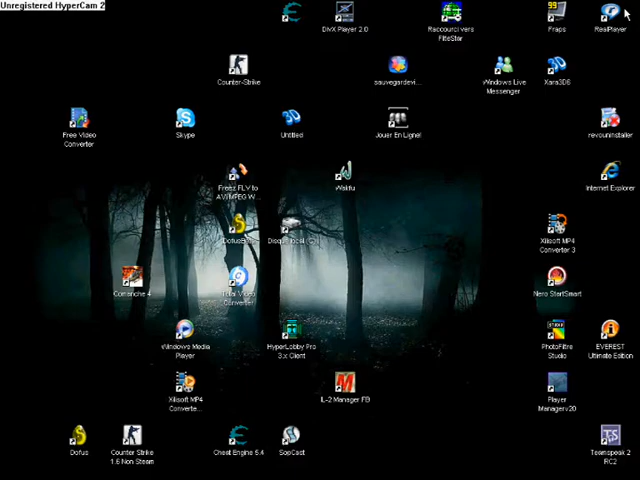 Unregistered HyperCam 2
DivX Player 2.0
Raccourci vers
FliteStar
Fraps
RealPlayer
Counter-Strike
sauvegardevi...
Windows Live
Messenger
Xara3D6
Free Video
Converter
Skype
Untitled
Jouer En Ligne!
revouninstaller
Freez FLV to
AVI/MPEG W...
Wakfu
Internet Explorer
Xilisoft MP4
Converter 3
Comanche 4
Total Video
Converter
Nero StartSmart
Windows Media
Player
HyperLobby Pro
3.x Client
PhotoFiltre
Studio
EVEREST
Ultimate Edition
Xilisoft MP4
Converte...
IL-2 Manager FB
Player
Managerv20
Dofus
Counter Strike
1.6 Non Steam
Cheat Engine 5.4
SopCast
Teamspeak 2
RC2